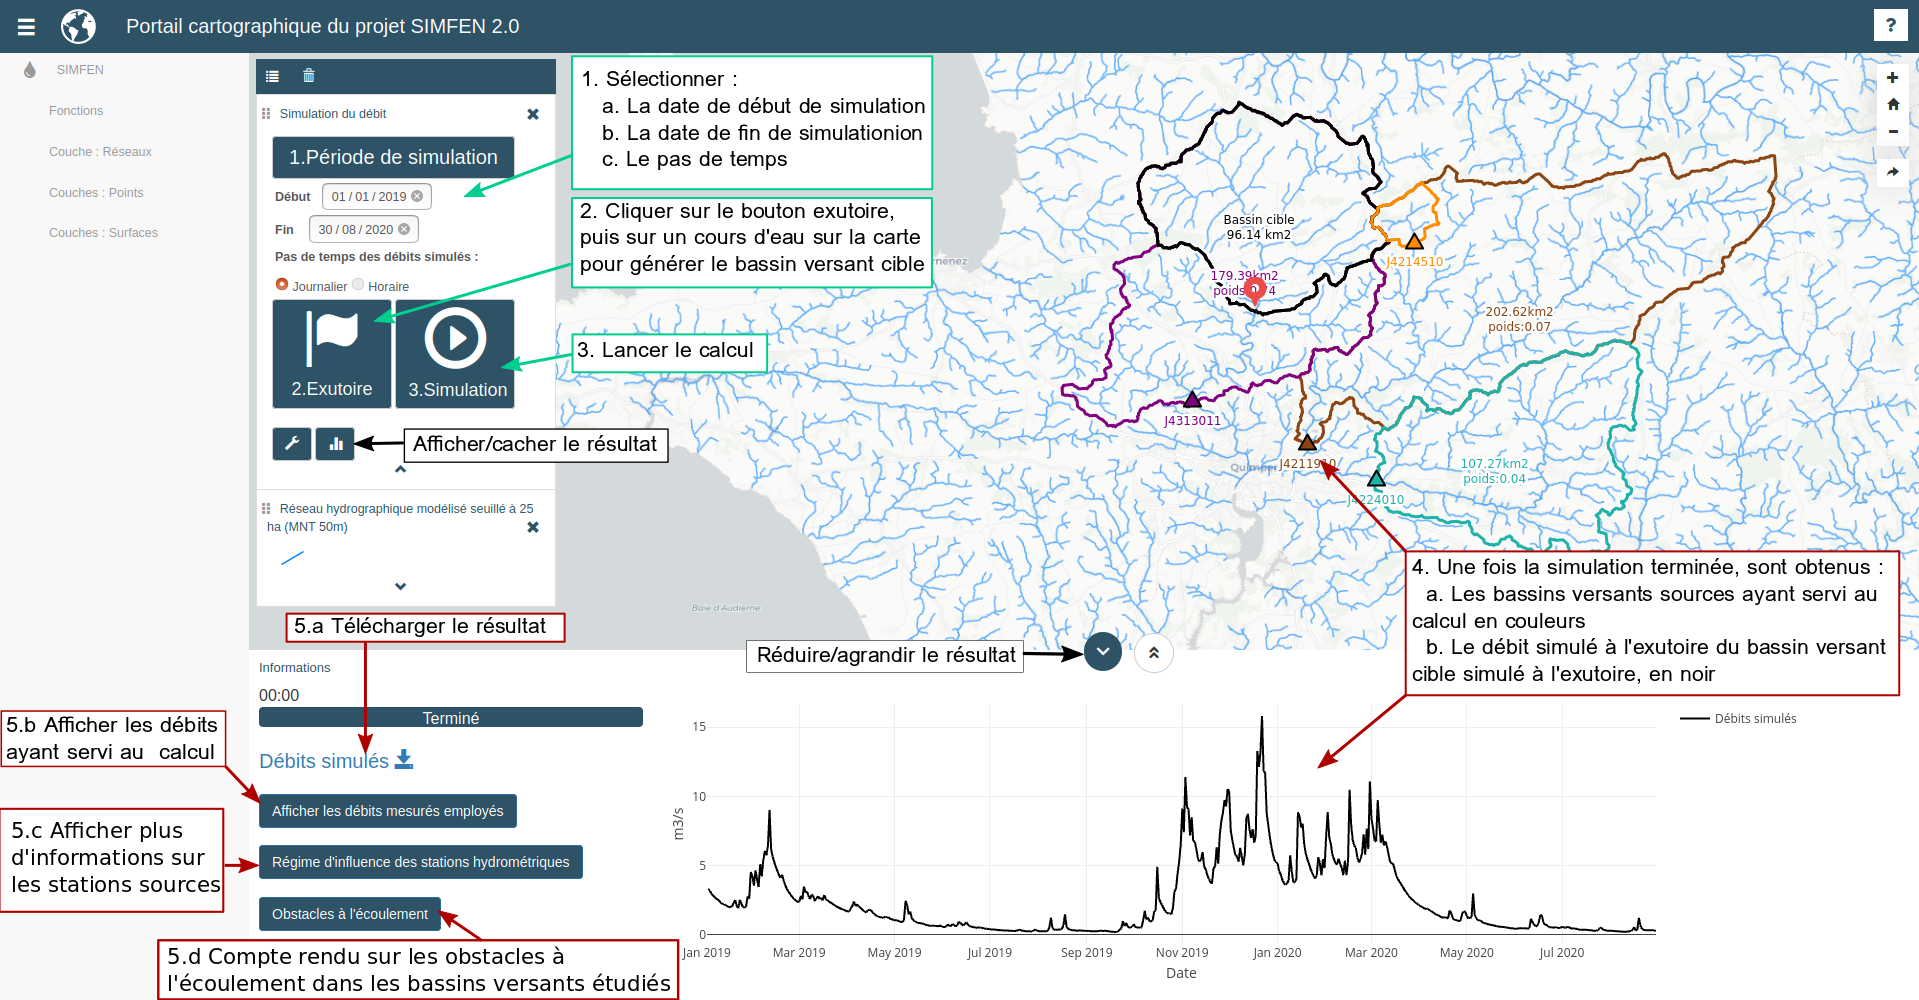 Portail cartographique du projet SIMFEN 2.0
?
SIMFEN
Fonctions
Couche : Réseaux
Couches : Points
Couches : Surfaces
Simulation du débit
1.Période de simulation
Début
01 / 01 / 2019
Fin
30 / 08 / 2020
Pas de temps des débits simulés :
Journalier
Horaire
2.Exutoire
3.Simulation
Afficher/cacher le résultat
Réseau hydrographique modélisé seuillé à 25
ha (MNT 50m)
1. Sélectionner :
a. La date de début de simulation
b. La date de fin de simulationion
c. Le pas de temps
2. Cliquer sur le bouton exutoire,
puis sur un cours d'eau sur la carte
pour générer le bassin versant cible
3. Lancer le calcul
Bassin cible
96.14 km2
179.39km2
J4214510
202.62km2
poids:0.07
J4313011
J4211910
107.27km2
poids:0.04
J4224010
Baie d'Audierne
4. Une fois la simulation terminée, sont obtenus :
a. Les bassins versants sources ayant servi au
calcul en couleurs
b. Le débit simulé à l'exutoire du bassin versant
cible simulé à l'exutoire, en noir
5.a Télécharger le résultat
Réduire/agrandir le résultat
Informations
00:00
Terminé
5.b Afficher les débits
ayant servi au calcul
Débits simulés
Afficher les débits mesurés employés
5.c Afficher plus
d'informations sur
les stations sources
Régime d'influence des stations hydrométriques
Obstacles à l'écoulement
5.d Compte rendu sur les obstacles à
l'écoulement dans les bassins versants étudiés
Débits simulés
15
10
5
0
m3/s
Jan 2019
Mar 2019
May 2019
Jul 2019
Sep 2019
Nov 2019
Jan 2020
Mar 2020
May 2020
Jul 2020
Date